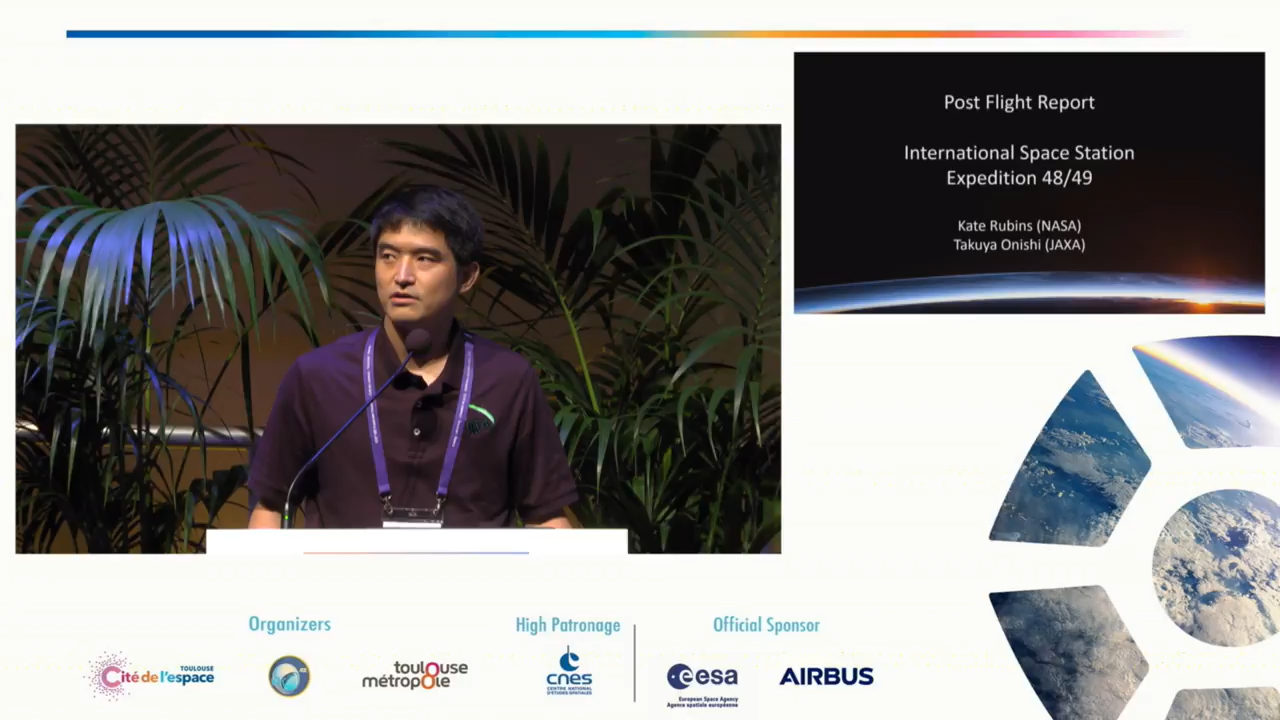 Post Flight Report
International Space Station
Expedition 48/49
Kate Rubins (NASA)
Takuya Onishi (JAXA)
Organizers
High Patronage
Official Sponsor
TOULOUSE
Cité de l'espace
toulouse
métropole
cnes
CENTRE NATIONAL
D'ÉTUDES SPATIALES
esa
European Space Agency
Agence spatiale européenne
AIRBUS